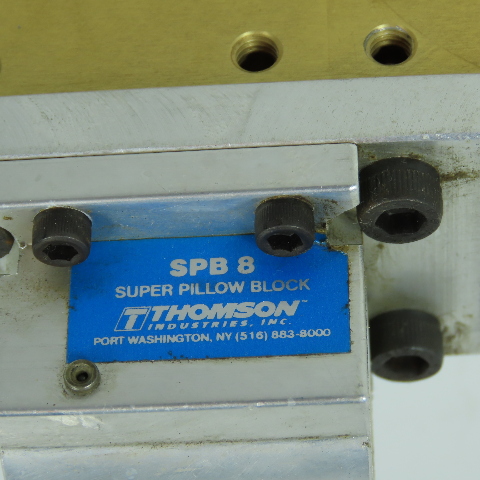 SPB 8
SUPER PILLOW BLOCK
THOMSON
INDUSTRIES, INC.
PORT WASHINGTON, NY (516) 883-8000